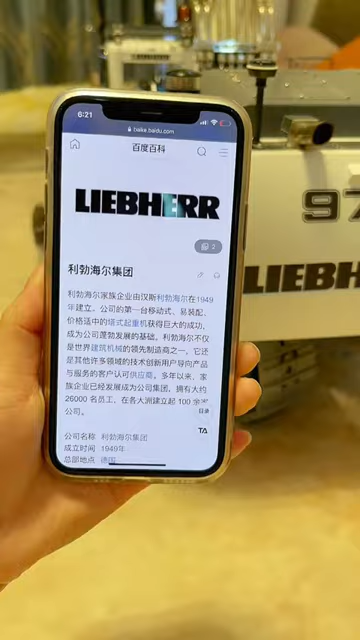 6:21
baike.baidu.com
百度百科
LIEBHERR
2
利勃海尔集团
利勃海尔家族企业由汉斯利勃海尔在1949
年建立。公司的第一台移动式、易装配、
价格适中的塔式起重机获得巨大的成功，
成为公司蓬勃发展的基础。利勃海尔不仅
是世界建筑机械的领先制造商之一，它还
是其他许多领域的技术创新用户导向产品
与服务的客户认可供应商。多年以来，家
族企业已经发展成为公司集团，拥有大约
26000 名员工，在各大洲建立起 100 余
公司。
目录
TA
公司名称 利勃海尔集团
成立时间 1949年
总部地点 德国
97
LIEBH